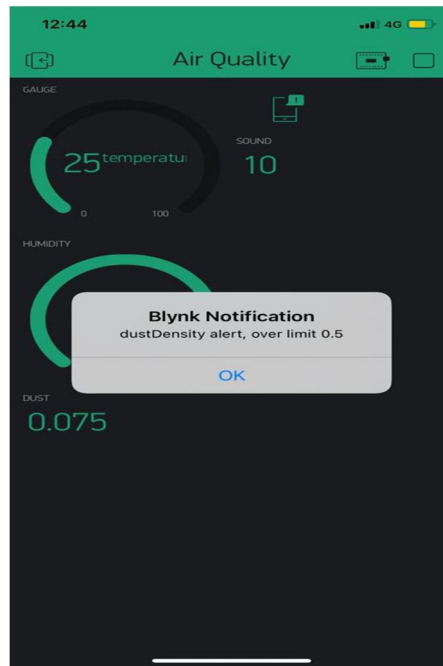 12:44
4G
Air Quality
GAUGE
25 temperatu
0 100
SOUND
10
HUMIDITY
Blynk Notification
dustDensity alert, over limit 0.5
OK
DUST
0.075